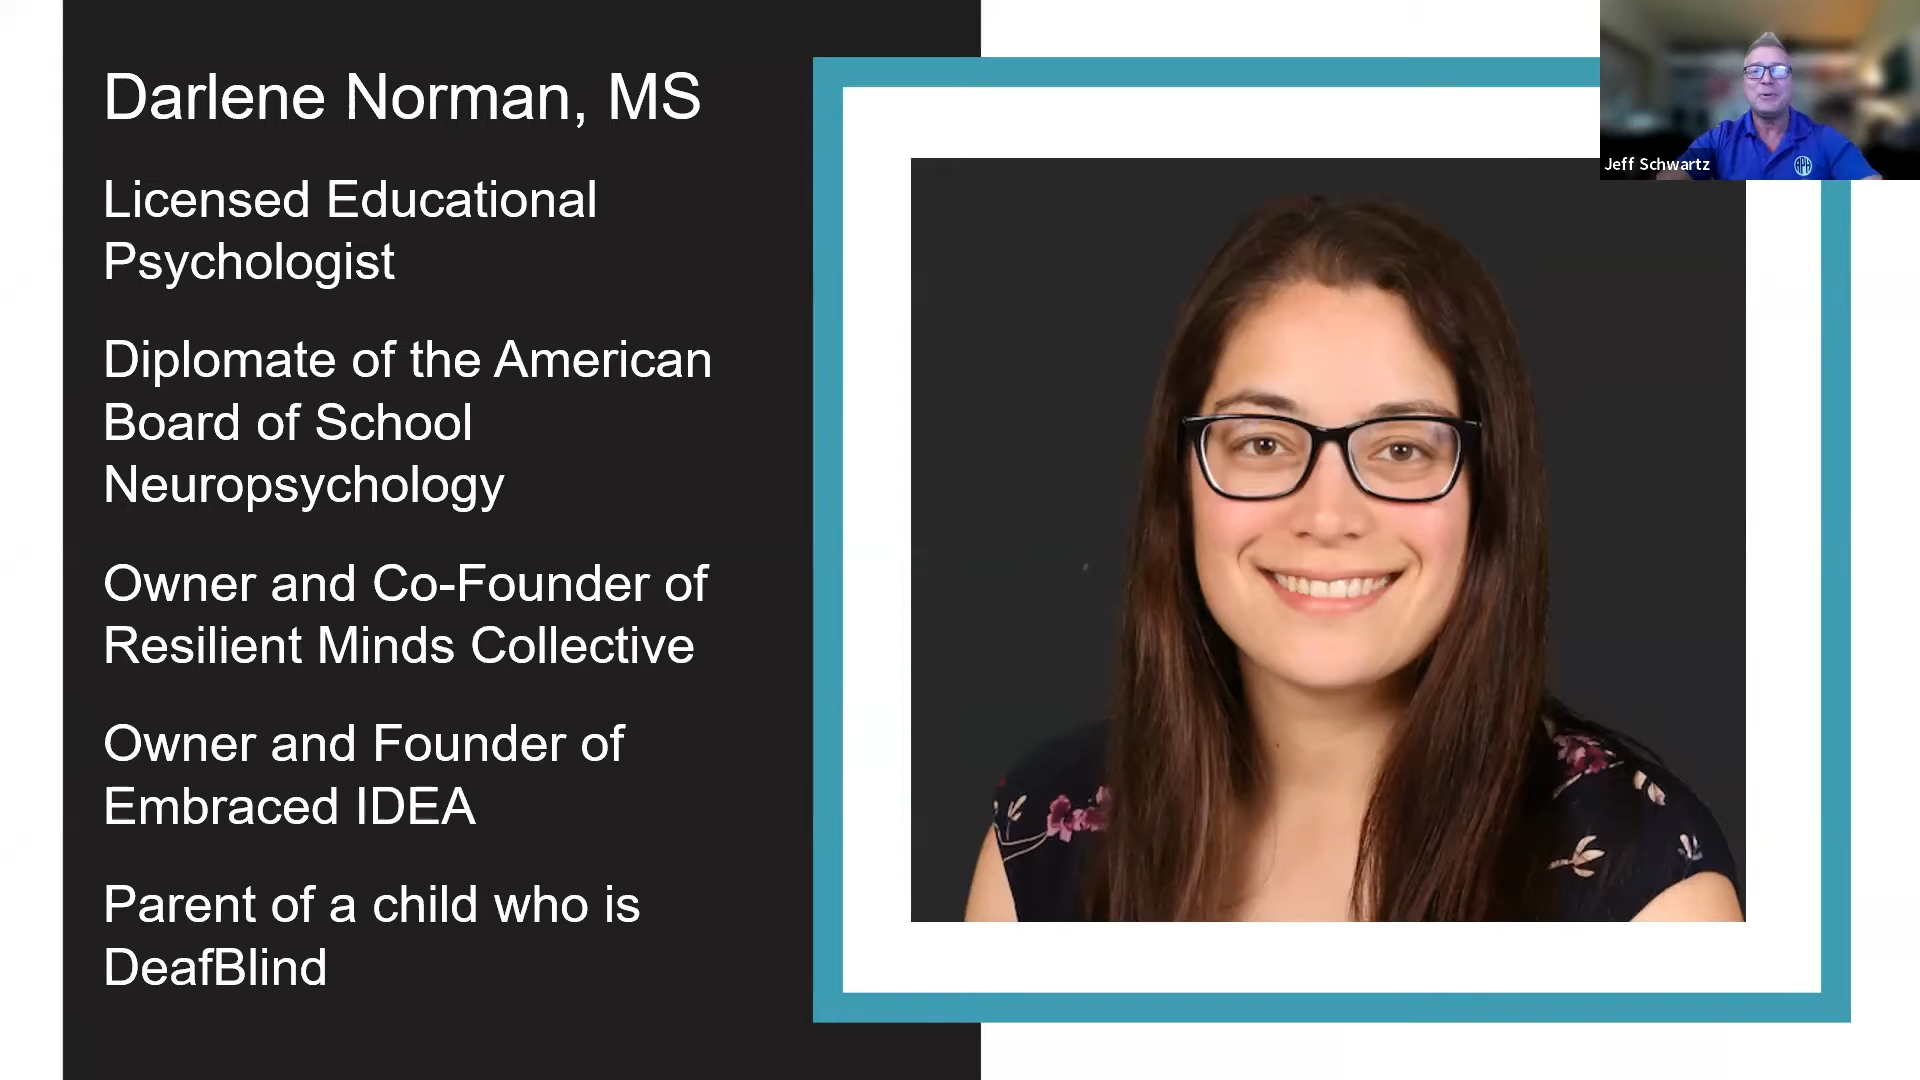 Darlene Norman, MS
Licensed Educational
Psychologist
Diplomate of the American
Board of School
Neuropsychology
Owner and Co-Founder of
Resilient Minds Collective
Owner and Founder of
Embraced IDEA
Parent of a child who is
DeafBlind
Jeff Schwartz
APH